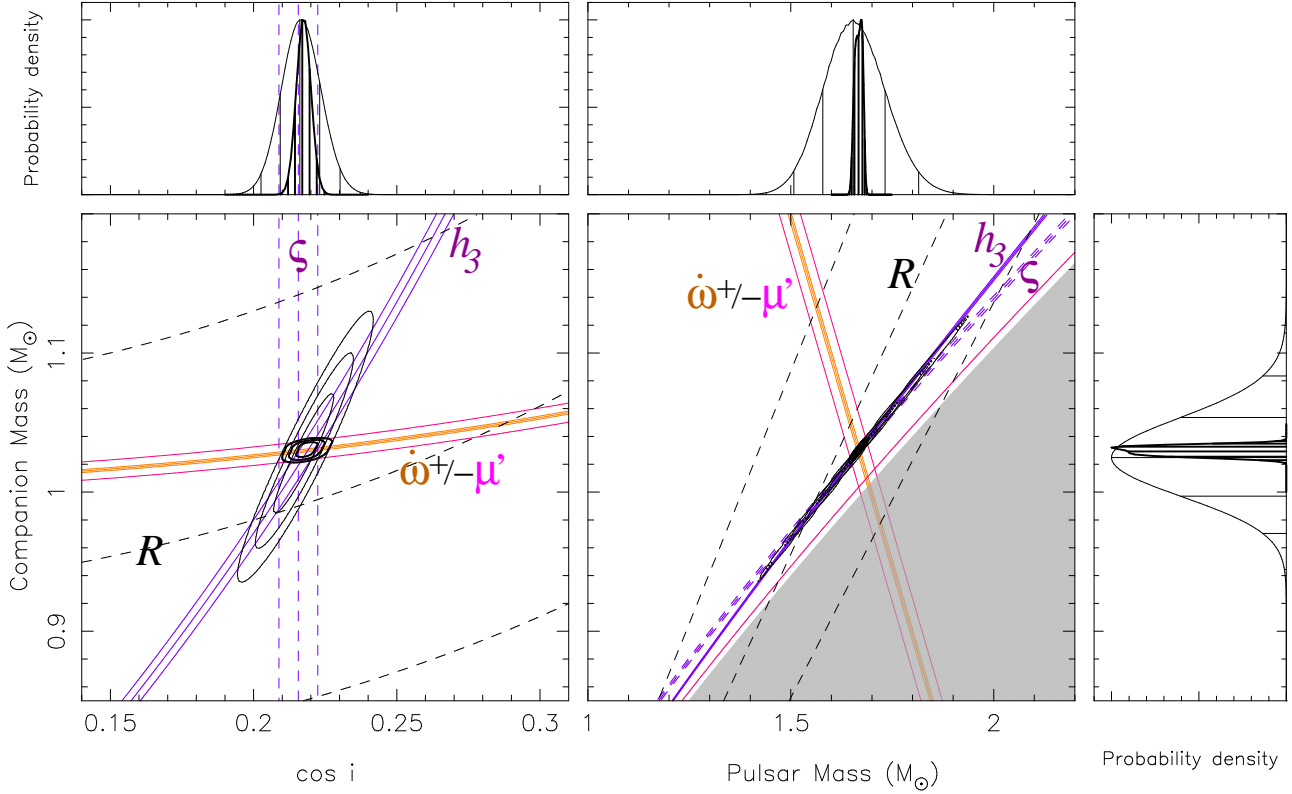 Probability density
ς
h₃
R
ω̇⁺/₋μ'
1.1
1
0.9
Companion Mass (M☉)
0.15
0.2
0.25
0.3
cos i
h₃
ς
R
ω̇⁺/₋μ'
1
1.5
2
Pulsar Mass (M☉)
Probability density